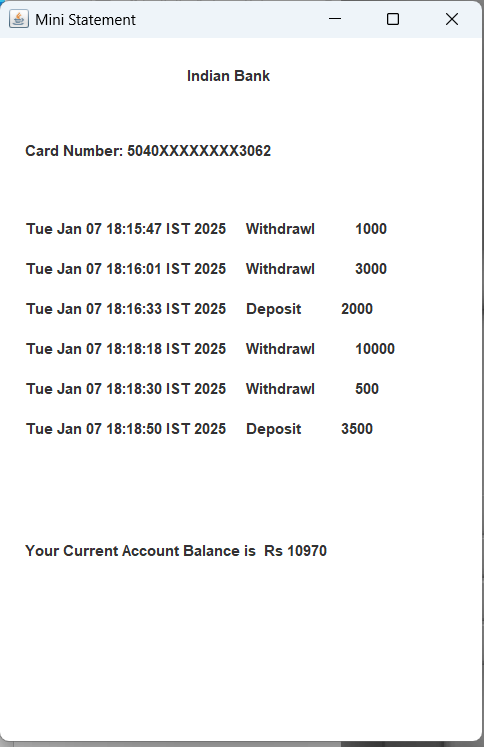 Mini Statement
Indian Bank
Card Number: 5040XXXXXXXX3062
Tue Jan 07 18:15:47 IST 2025 Withdrawl 1000
Tue Jan 07 18:16:01 IST 2025 Withdrawl 3000
Tue Jan 07 18:16:33 IST 2025 Deposit 2000
Tue Jan 07 18:18:18 IST 2025 Withdrawl 10000
Tue Jan 07 18:18:30 IST 2025 Withdrawl 500
Tue Jan 07 18:18:50 IST 2025 Deposit 3500
Your Current Account Balance is Rs 10970